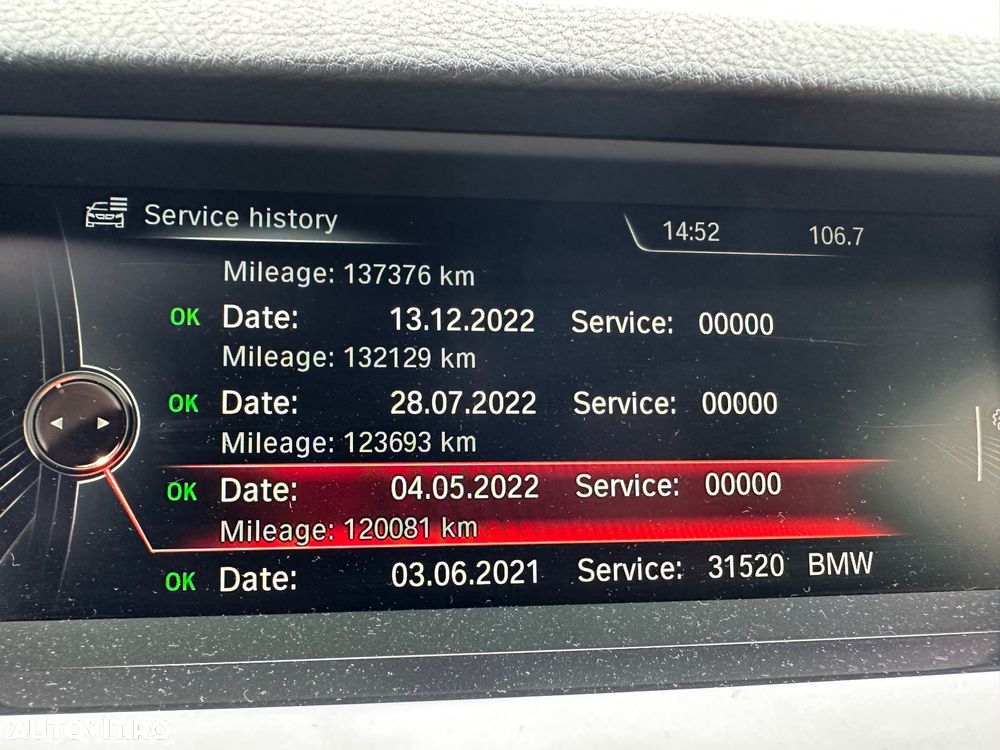 Service history 14:52 106.7
Mileage: 137376 km
OK Date: 13.12.2022 Service: 00000
Mileage: 132129 km
OK Date: 28.07.2022 Service: 00000
Mileage: 123693 km
OK Date: 04.05.2022 Service: 00000
Mileage: 120081 km
OK Date: 03.06.2021 Service: 31520 BMW
AUTOVIT.RO